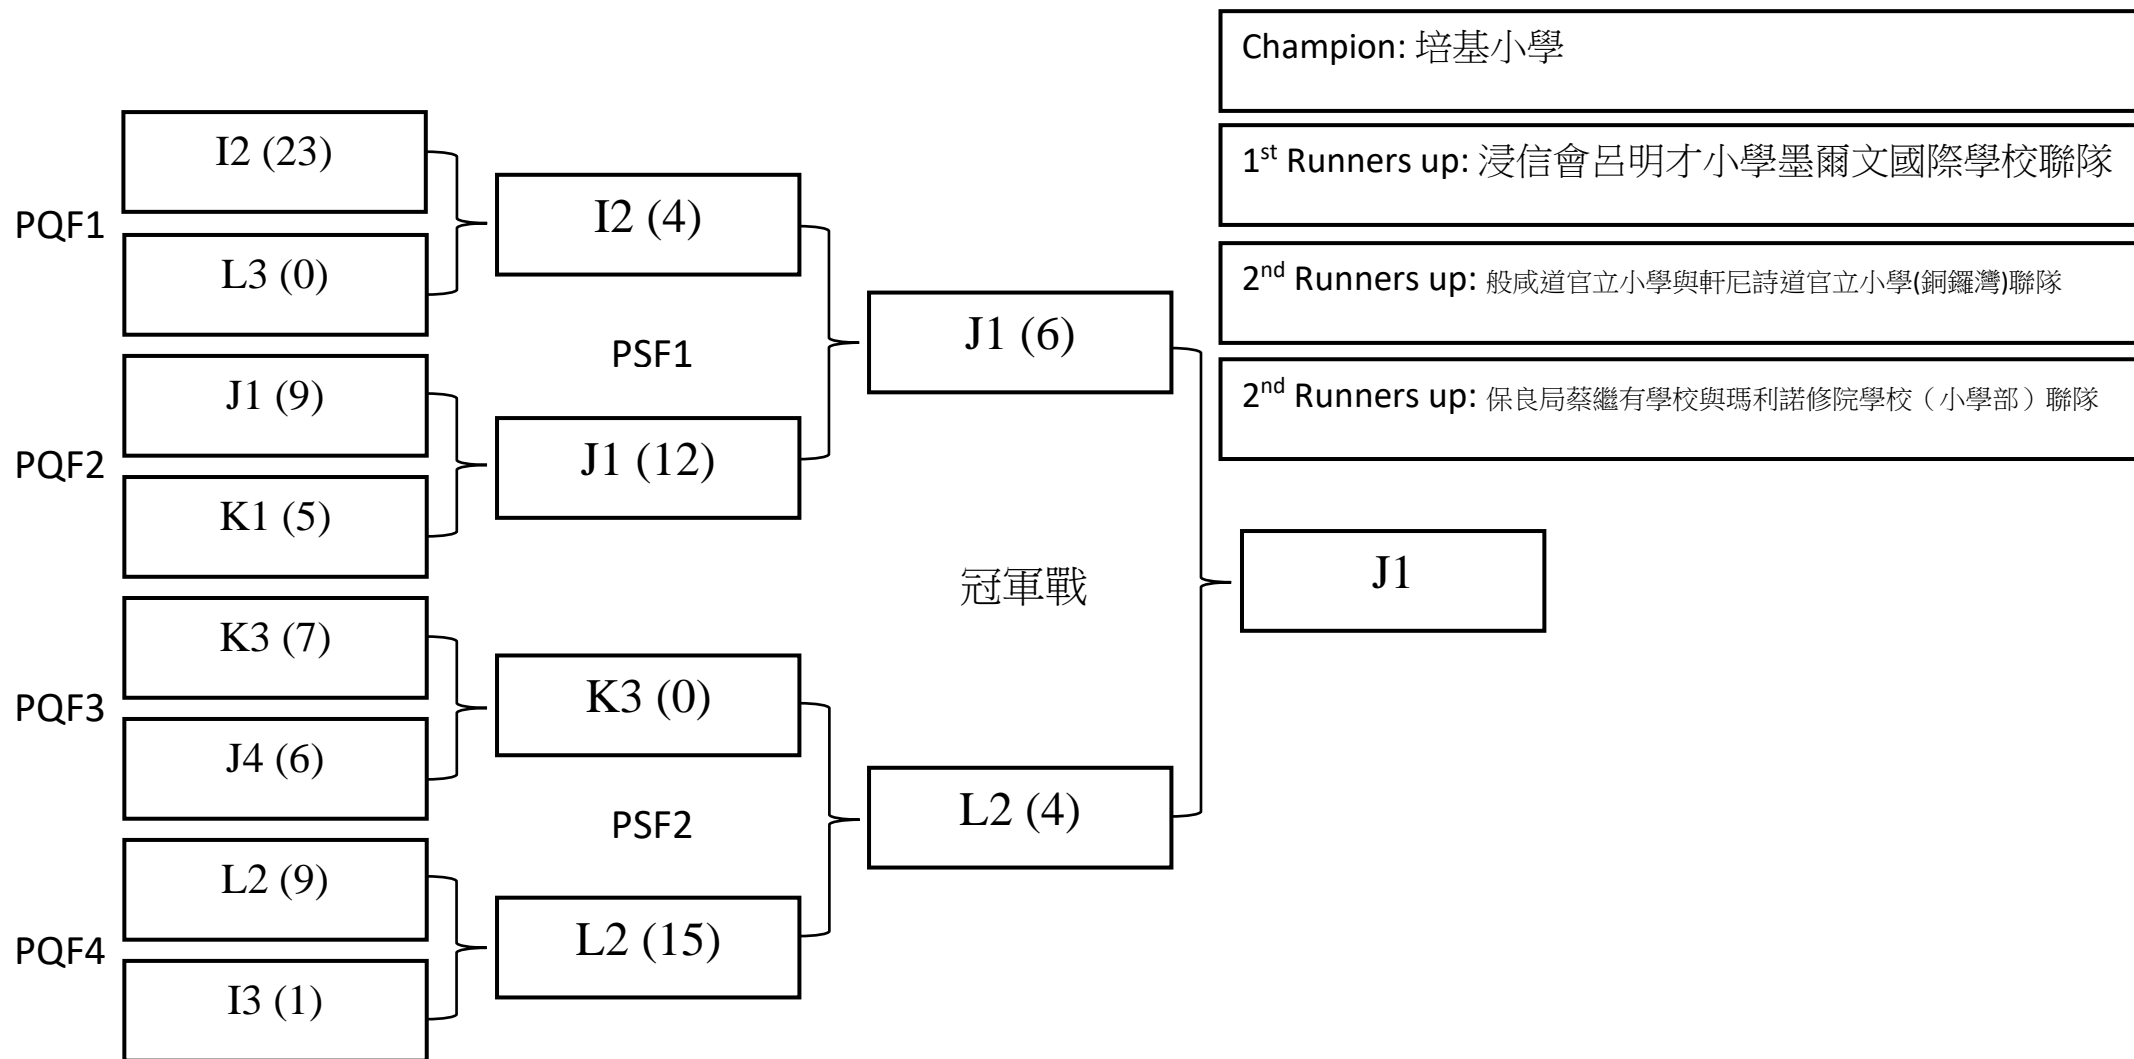 Champion: 培基小學
1st Runners up: 浸信會呂明才小學墨爾文國際學校聯隊
2nd Runners up: 般咸道官立小學與軒尼詩道官立小學(銅鑼灣)聯隊
2nd Runners up: 保良局蔡繼有學校與瑪利諾修院學校（小學部）聯隊
PQF1
I2 (23)
L3 (0)
PQF2
J1 (9)
K1 (5)
PQF3
K3 (7)
J4 (6)
PQF4
L2 (9)
I3 (1)
I2 (4)
PSF1
J1 (12)
K3 (0)
PSF2
L2 (15)
J1 (6)
冠軍戰
L2 (4)
J1